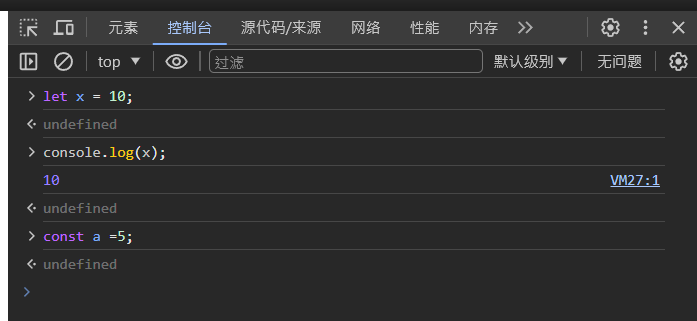 元素 控制台 源代码/来源 网络 性能 内存
top 过滤 默认级别 无问题
let x = 10;
undefined
console.log(x);
10 VM27:1
undefined
const a =5;
undefined